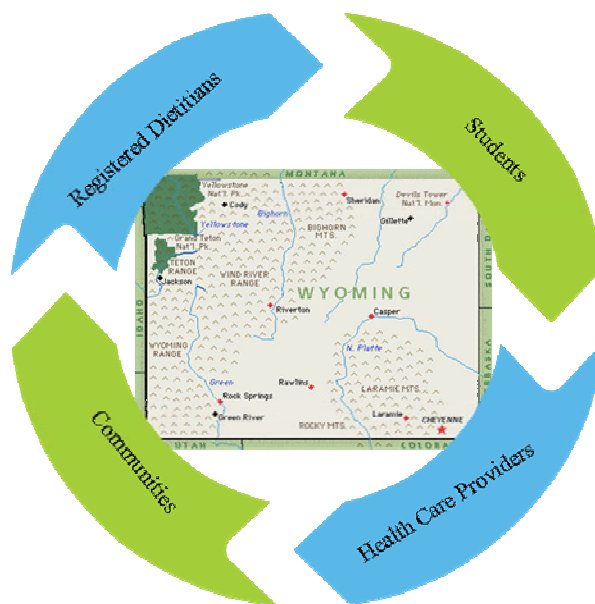 Registered Dietitians
Students
MONTANA
Yellowstone
Nat'l. Pk.
Cody
Bighorn
Sheridan
Devils Tower
Nat'l. Mon.
Gillette
BIGHORN
MTS.
Yellowstone
Grand Teton
Nat'l. Pk.
TETON
RANGE
Jackson
WIND RIVER
RANGE
WYOMING
SOUTH D
IDAHO
Riverton
Casper
WYOMING
RANGE
N. Platte
Green
Rock Springs
Rawlins
LARAMIE MTS.
Green River
Laramie
CHEYENNE
ROCKY MTS.
UTAH
COLORA
Communities
Health Care Providers